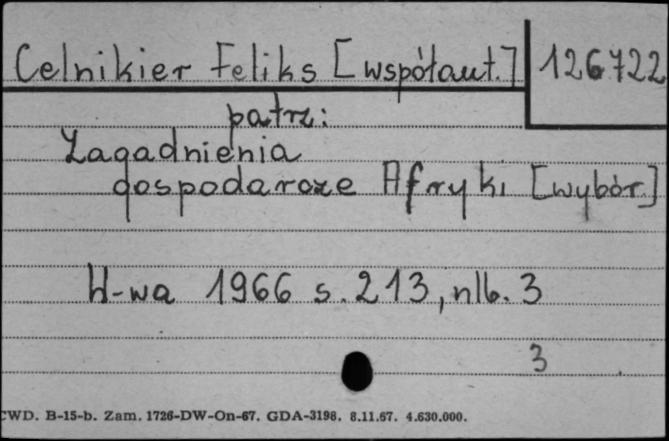 Celnikier Feliks [współaut.] 126722
patrz:
Zagadnienia
gospodarcze Afryki [wybór]
W-wa 1966 s. 213, nlb. 3
3
CWD. B-15-b. Zam. 1726-DW-On-67. GDA-3198. 8.11.67. 4.630.000.